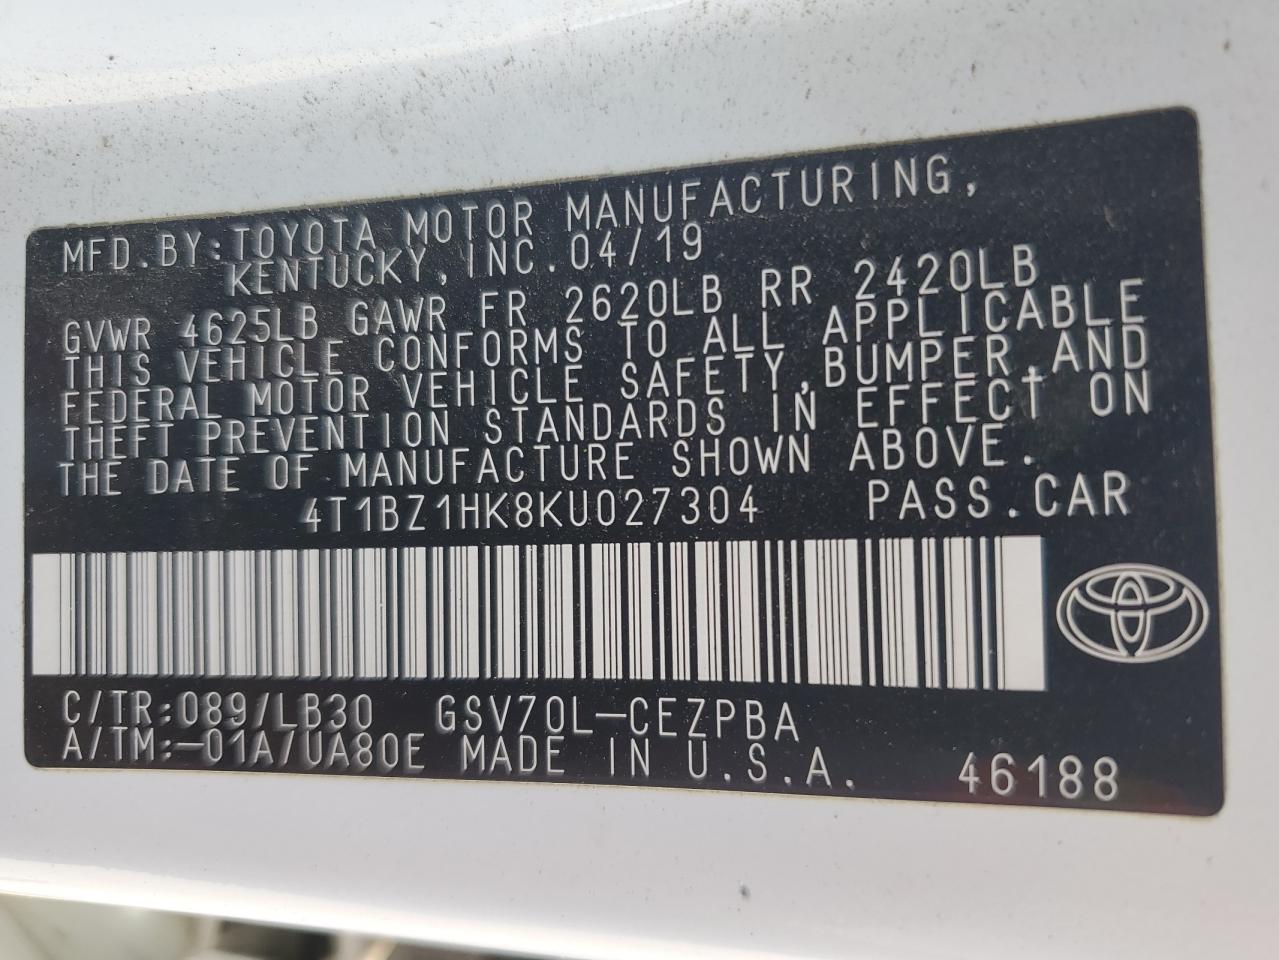 MFD.BY:TOYOTA MOTOR MANUFACTURING,
KENTUCKY, INC. 04/19
GVWR 4625LB GAWR FR 2620LB RR 2420LB
THIS VEHICLE CONFORMS TO ALL APPLICABLE
FEDERAL MOTOR VEHICLE SAFETY,BUMPER,AND
THEFT PREVENTION STANDARDS IN EFFECT ON
THE DATE OF MANUFACTURE SHOWN ABOVE.
4T1BZ1HK8KU027304 PASS.CAR
C/TR:089/LB30 GSV70L-CEZPBA
A/TM:-01A/UA80E MADE IN U.S.A. 46188